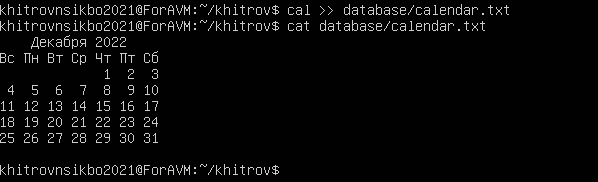 khitrovnsikbo2021@ForAVM:~/khitrov$ cal >> database/calendar.txt
khitrovnsikbo2021@ForAVM:~/khitrov$ cat database/calendar.txt
Декабря 2022
Вс Пн Вт Ср Чт Пт Сб
1 2 3
4 5 6 7 8 9 10
11 12 13 14 15 16 17
18 19 20 21 22 23 24
25 26 27 28 29 30 31
khitrovnsikbo2021@ForAVM:~/khitrov$